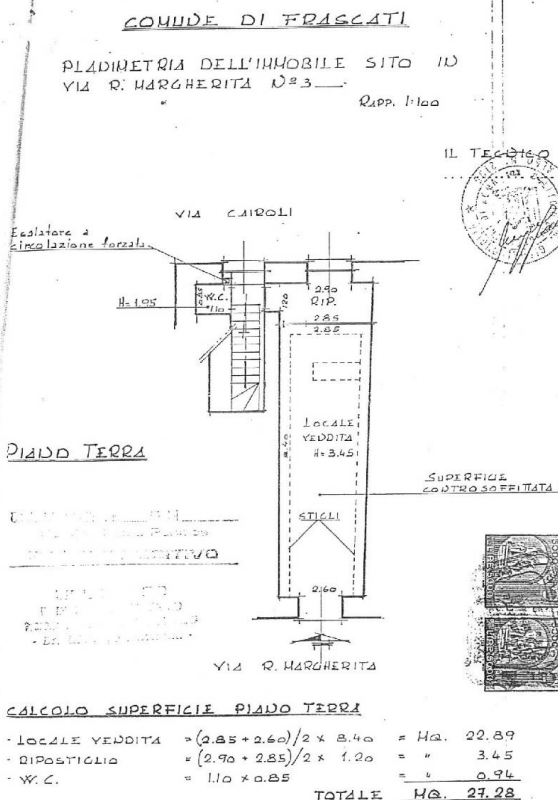 COMUNE DI FRASCATI
PLANIMETRIA DELL'IMMOBILE SITO IN
VIA R. MARGHERITA Nº 3
RAPP. 1:100
IL TECNICO
VIA CAIROLI
Esalatore a
circolazione forzata
H=1.95
0.85
W.C.
1.10
1.20
2.90
RIP.
2.85
2.85
LOCALE
VENDITA
H=3.45
8.40
PIANO TERRA
SUPERFICIE
CONTROSOFFITTATA
STIGLI
2.60
VIA R. MARGHERITA
CALCOLO SUPERFICIE PIANO TERRA
- LOCALE VENDITA = (2.85 + 2.60)/2 x 8.40 = MQ. 22.89
- RIPOSTIGLIO = (2.90 + 2.85)/2 x 1.20 = " 3.45
- W.C. = 1.10 x 0.85 = " 0.94
TOTALE MQ. 27.28